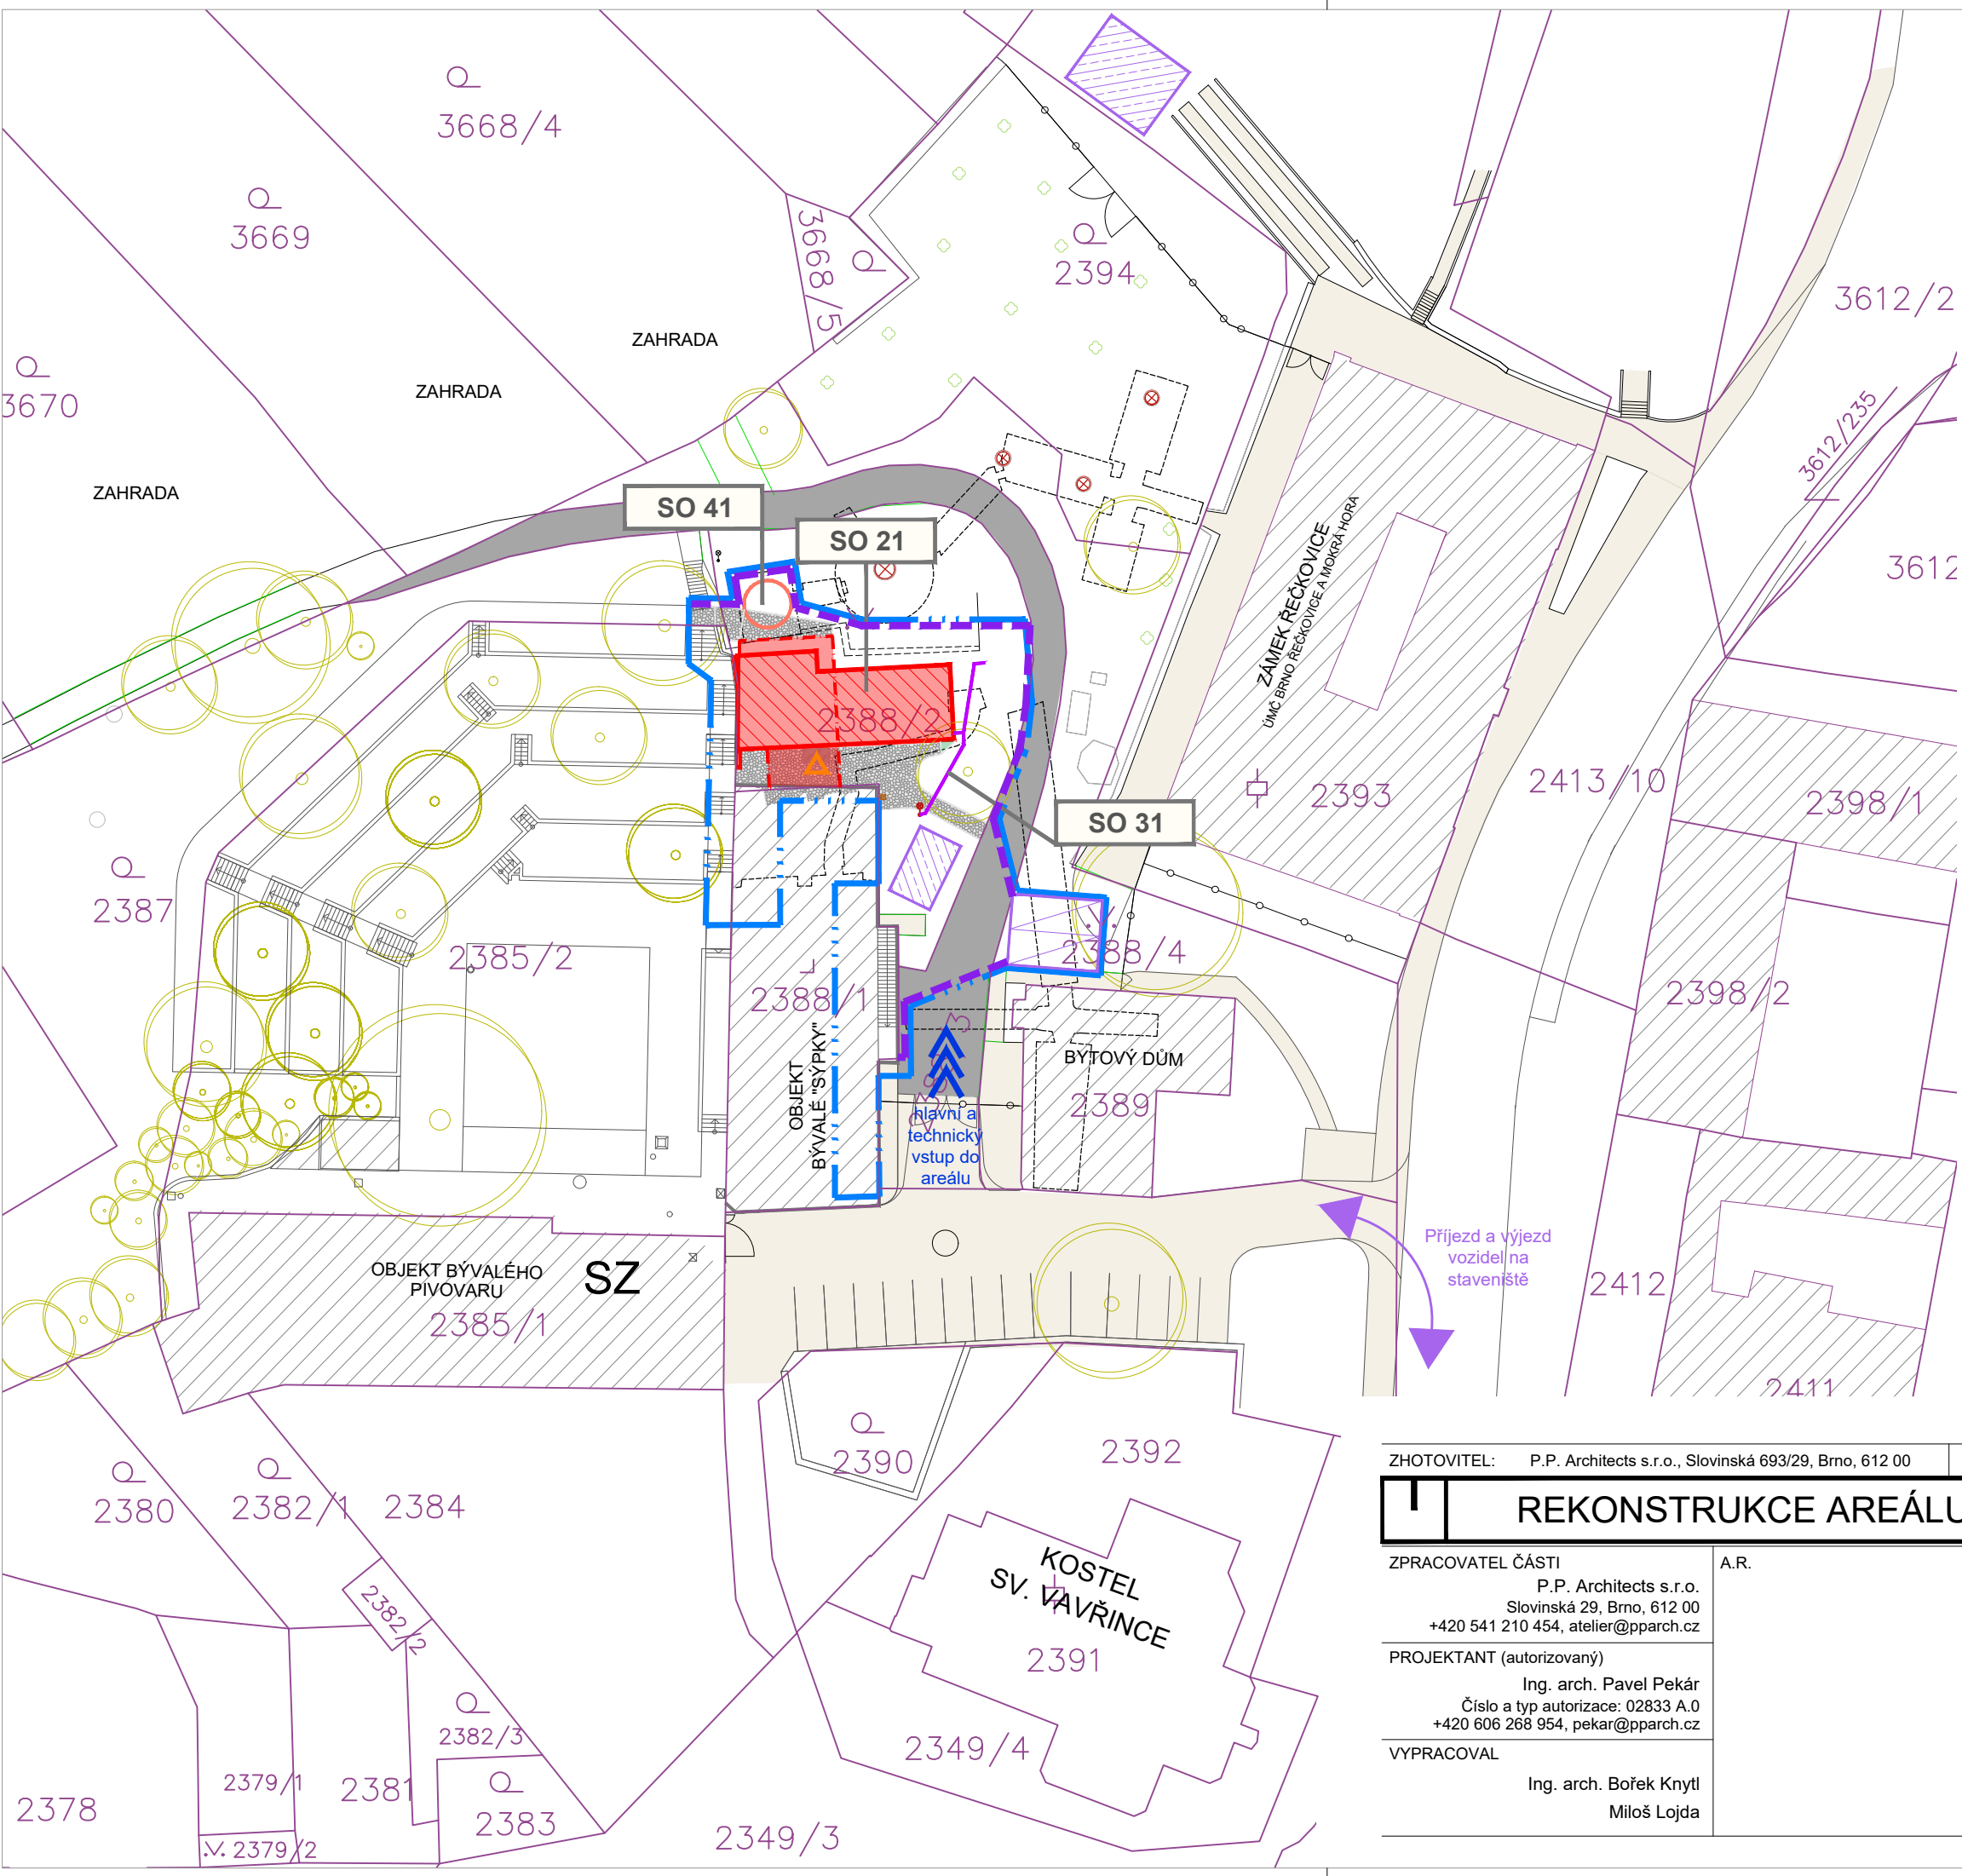 3668/4
3669
3668/5
2394
3612/2
ZAHRADA
ZAHRADA
3670
3612/235
ZAHRADA
SO 41
SO 21
3612
ZÁMEK ŘEČKOVICE
ÚMČ BRNO ŘEČKOVICE A MOKRÁ HORA
2388/2
2393
2413/10
2398/1
SO 31
2387
2385/2
2388/4
2388/1
2398/2
OBJEKT
BÝVALÉ "SÝPKY"
BYTOVÝ DŮM
2389
hlavní a
technický
vstup do
areálu
Příjezd a výjezd
vozidel na
staveniště
OBJEKT BÝVALÉHO
PIVOVARU
SZ
2385/1
2412
2411
2390
2392
2380
2382/1
2384
ZHOTOVITEL: P.P. Architects s.r.o., Slovinská 693/29, Brno, 612 00
REKONSTRUKCE AREÁLU
KOSTEL
SV. VAVŘINCE
2391
2382/2
ZPRACOVATEL ČÁSTI
A.R.
P.P. Architects s.r.o.
Slovinská 29, Brno, 612 00
+420 541 210 454, atelier@pparch.cz
PROJEKTANT (autorizovaný)
Ing. arch. Pavel Pekár
Číslo a typ autorizace: 02833 A.0
+420 606 268 954, pekar@pparch.cz
VYPRACOVAL
Ing. arch. Bořek Knytl
Miloš Lojda
2382/3
2349/4
2379/1
2381
2378
2383
2379/2
2349/3